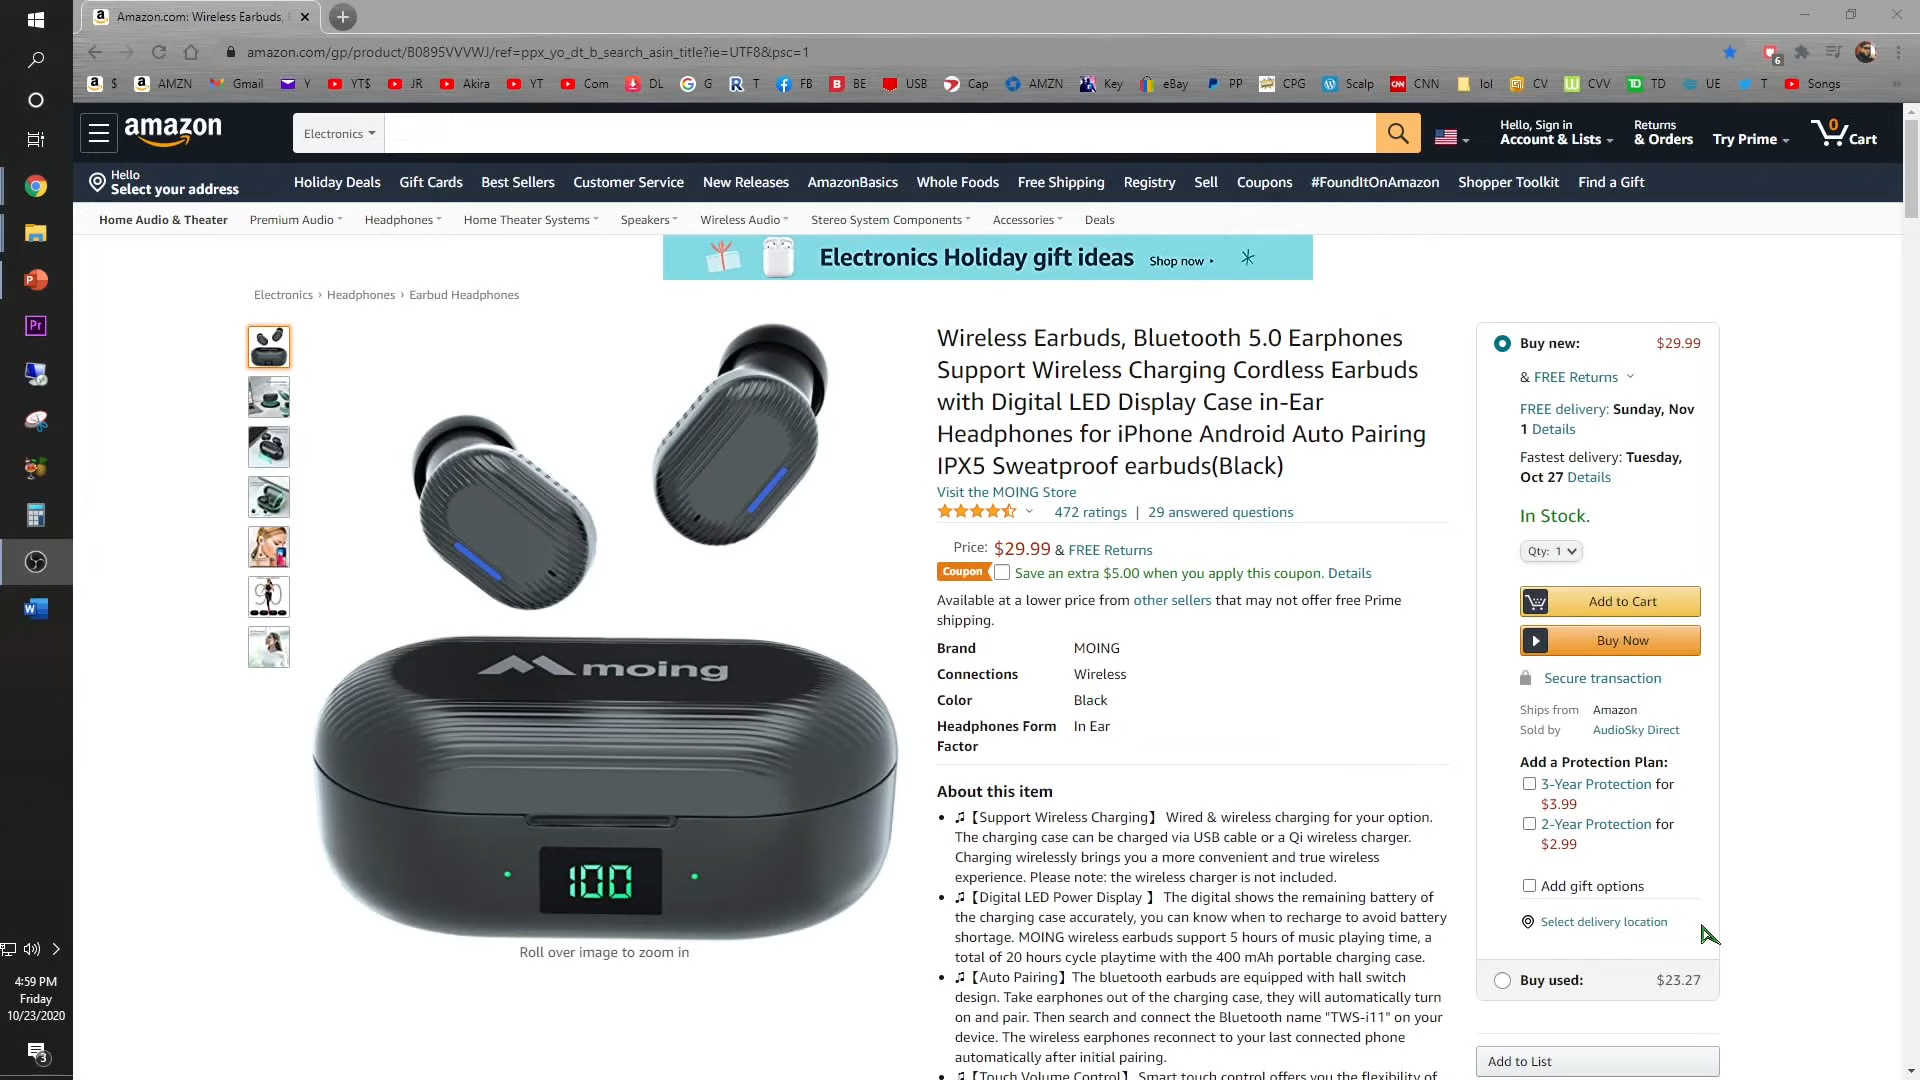 Amazon.com: Wireless Earbuds,
amazon.com/gp/product/B0895VVVWJ/ref=ppx_yo_dt_b_search_asin_title?ie=UTF8&psc=1
6
$ AMZN Gmail Y YT$ JR Akira YT Com DL G T FB BE USB Cap AMZN Key eBay PP CPG Scalp CNN lol CV CVV TD UE T Songs
amazon
Electronics
Hello, Sign in
Account & Lists
Returns
& Orders
Try Prime
0
Cart
Hello
Select your address
Holiday Deals Gift Cards Best Sellers Customer Service New Releases AmazonBasics Whole Foods Free Shipping Registry Sell Coupons #FoundItOnAmazon Shopper Toolkit Find a Gift
Home Audio & Theater Premium Audio Headphones Home Theater Systems Speakers Wireless Audio Stereo System Components Accessories Deals
Electronics Holiday gift ideas Shop now
Electronics › Headphones › Earbud Headphones
moing
100
Roll over image to zoom in
Wireless Earbuds, Bluetooth 5.0 Earphones
Support Wireless Charging Cordless Earbuds
with Digital LED Display Case in-Ear
Headphones for iPhone Android Auto Pairing
IPX5 Sweatproof earbuds(Black)
Visit the MOING Store
472 ratings | 29 answered questions
Price: $29.99 & FREE Returns
Coupon Save an extra $5.00 when you apply this coupon. Details
Available at a lower price from other sellers that may not offer free Prime
shipping.
Brand MOING
Connections Wireless
Color Black
Headphones Form In Ear
Factor
About this item
• ♫【Support Wireless Charging】 Wired & wireless charging for your option.
The charging case can be charged via USB cable or a Qi wireless charger.
Charging wirelessly brings you a more convenient and true wireless
experience. Please note: the wireless charger is not included.
• ♫【Digital LED Power Display 】 The digital shows the remaining battery of
the charging case accurately, you can know when to recharge to avoid battery
shortage. MOING wireless earbuds support 5 hours of music playing time, a
total of 20 hours cycle playtime with the 400 mAh portable charging case.
• ♫【Auto Pairing】The bluetooth earbuds are equipped with hall switch
design. Take earphones out of the charging case, they will automatically turn
on and pair. Then search and connect the Bluetooth name "TWS-i11" on your
device. The wireless earphones reconnect to your last connected phone
automatically after initial pairing.
• ♫【Touch Volume Control】 Smart touch control offers you the flexibility of
Buy new: $29.99
& FREE Returns
FREE delivery: Sunday, Nov
1 Details
Fastest delivery: Tuesday,
Oct 27 Details
In Stock.
Qty: 1
Add to Cart
Buy Now
Secure transaction
Ships from Amazon
Sold by AudioSky Direct
Add a Protection Plan:
3-Year Protection for
$3.99
2-Year Protection for
$2.99
Add gift options
Select delivery location
Buy used: $23.27
Add to List
4:59 PM
Friday
10/23/2020
3